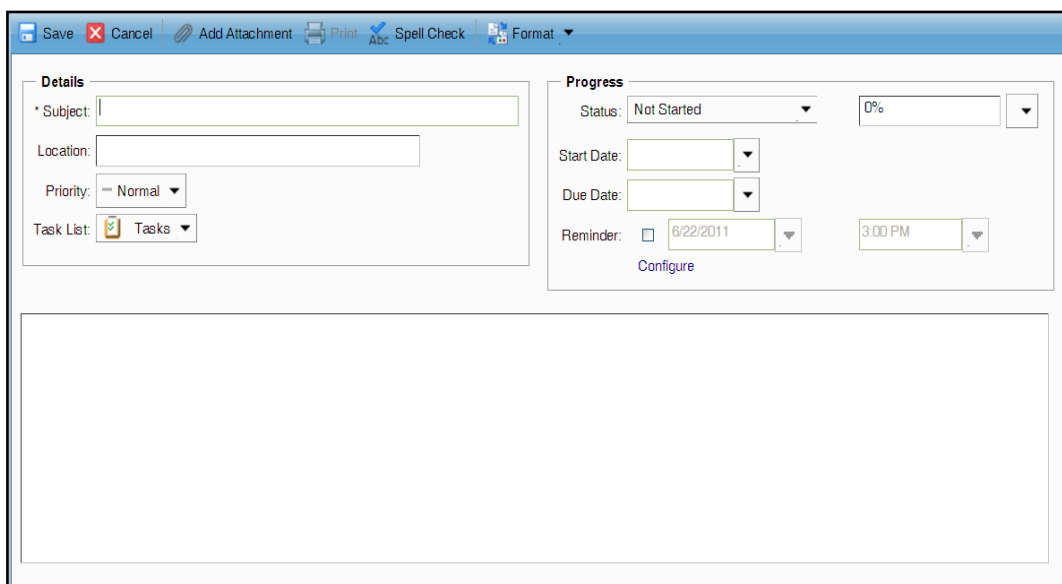 Save Cancel Add Attachment Print Abc Spell Check Format
Details
* Subject:
Location:
Priority: Normal
Task List: Tasks
Progress
Status: Not Started 0%
Start Date:
Due Date:
Reminder: 6/22/2011 3:00 PM
Configure